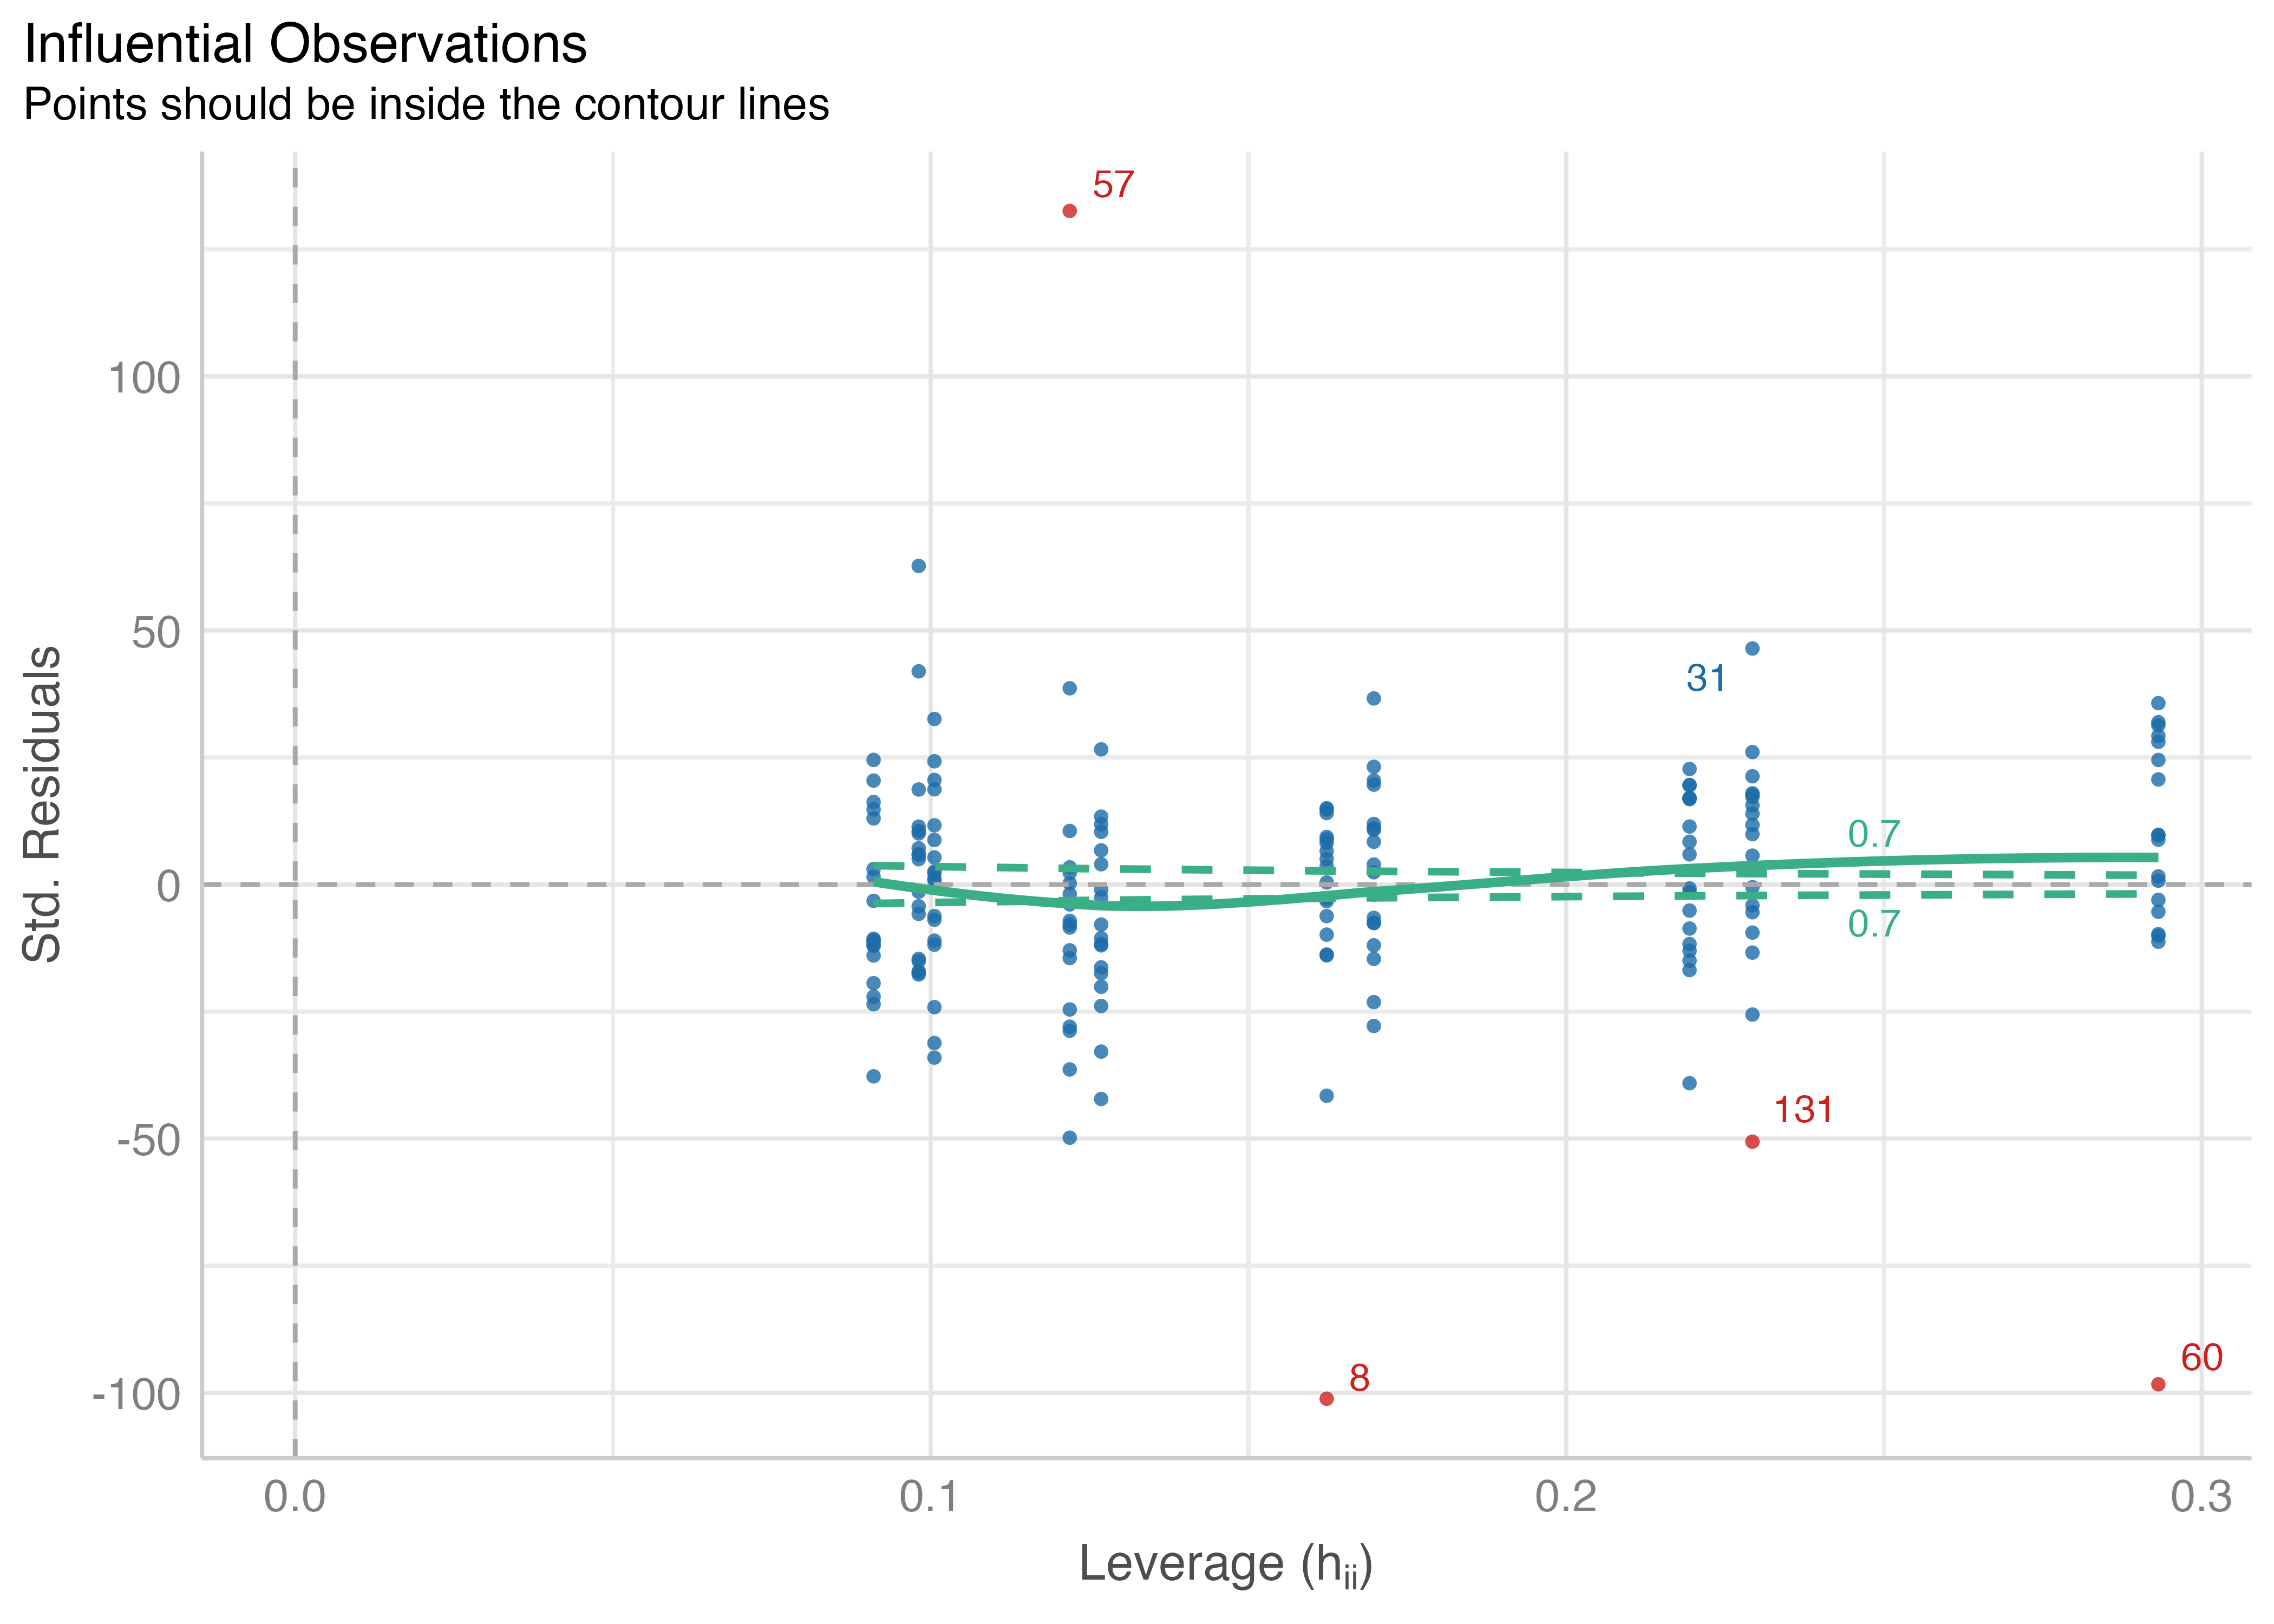 Influential Observations
Points should be inside the contour lines
57
100
50
31
0.7
0
0.7
131
-50
60
8
-100
0.0 0.1 0.2 0.3
Std. Residuals
Leverage (hii)